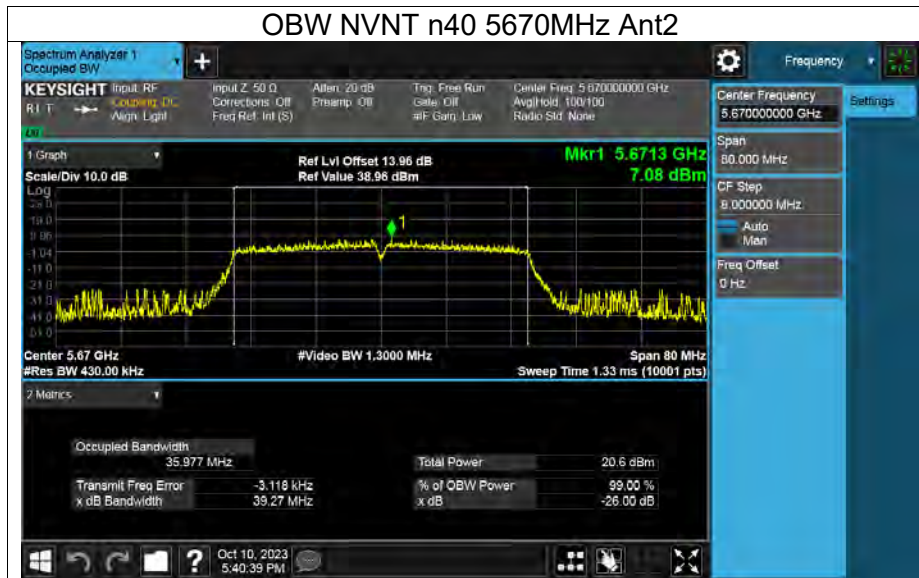 OBW NVNT n40 5670MHz Ant2
Spectrum Analyzer 1
Occupied BW
+
Frequency
KEYSIGHT Input: RF
Coupling: DC
Align: Light
Input Z: 50 Ω
Corrections: Off
Freq Ref: Int (S)
Atten: 20 dB
Preamp: Off
Trig: Free Run
Gate: Off
#IF Gain: Low
Center Freq: 5.670000000 GHz
Avg|Hold: 100/100
Radio Std: None
Center Frequency
5.670000000 GHz
Settings
Span
80.000 MHz
CF Step
8.000000 MHz
Auto
Man
Freq Offset
0 Hz
1 Graph
Scale/Div 10.0 dB
Ref Lvl Offset 13.96 dB
Ref Value 38.96 dBm
Mkr1 5.6713 GHz
7.08 dBm
Log
1
Center 5.67 GHz
#Res BW 430.00 kHz
#Video BW 1.3000 MHz
Span 80 MHz
Sweep Time 1.33 ms (10001 pts)
2 Metrics
Occupied Bandwidth
35.977 MHz
Total Power 20.6 dBm
Transmit Freq Error -3.118 kHz
% of OBW Power 99.00 %
x dB Bandwidth 39.27 MHz
x dB -26.00 dB
?
Oct 10, 2023
5:40:39 PM